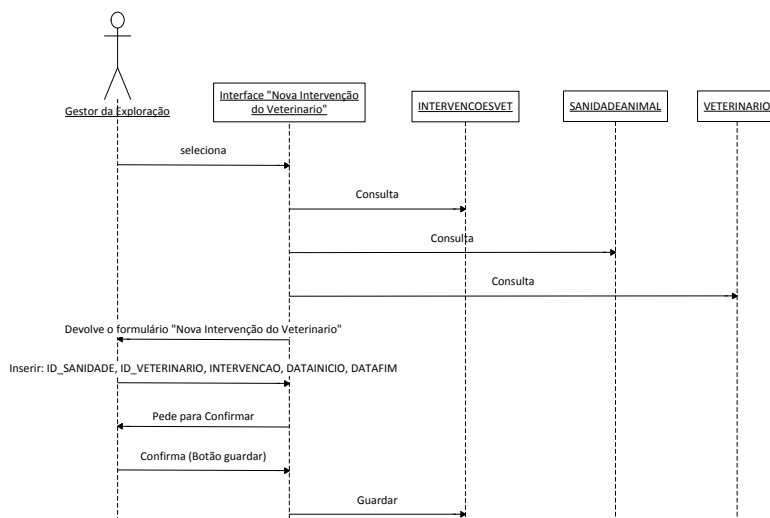 Gestor da Exploração
Interface "Nova Intervenção
do Veterinario"
INTERVENCOESVET
SANIDADEANIMAL
VETERINARIO
seleciona
Consulta
Consulta
Consulta
Devolve o formulário "Nova Intervenção do Veterinario"
Inserir: ID_SANIDADE, ID_VETERINARIO, INTERVENCAO, DATAINICIO, DATAFIM
Pede para Confirmar
Confirma (Botão guardar)
Guardar